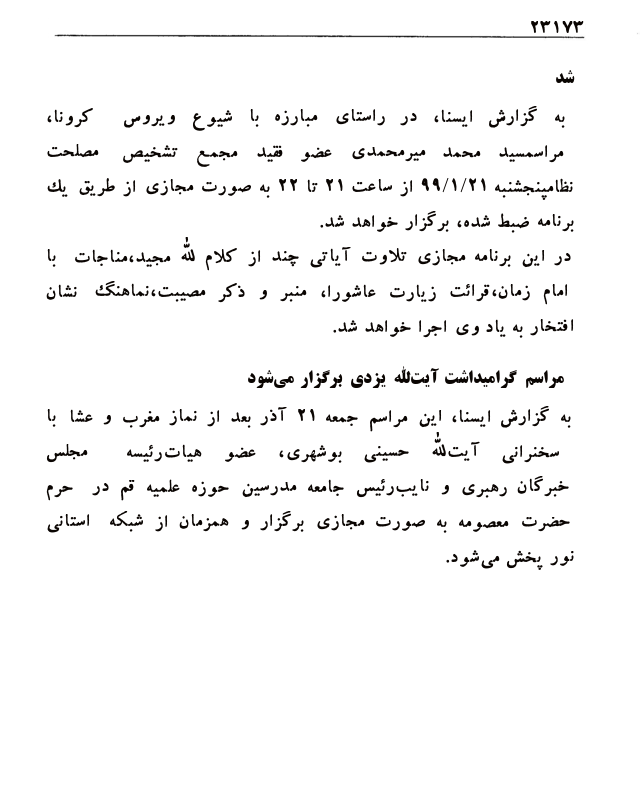 ۲۳۱۷۳
شد
به گزارش ایسنا، در راستای مبارزه با شیوع ویروس کرونا،
مراسمسید محمد میرمحمدی عضو فقید مجمع تشخیص مصلحت
نظامپنجشنبه ۹۹/۱/۲۱ از ساعت ۲۱ تا ۲۲ به صورت مجازی از طریق یك
برنامه ضبط شده، برگزار خواهد شد.
در این برنامه مجازی تلاوت آیاتی چند از کلام لله مجید،مناجات با
امام زمان،قرائت زیارت عاشورا، منبر و ذکر مصیبت،نماهنگ نشان
افتخار به یاد وی اجرا خواهد شد.
مراسم گرامیداشت آیت‌لله یزدی برگزار می‌شود
به گزارش ایسنا، این مراسم جمعه ۲۱ آذر بعد از نماز مغرب و عشا با
سخنرانی آیت‌لله حسینی بوشهری، عضو هیات‌رئیسه مجلس
خبرگان رهبری و نایب‌رئیس جامعه مدرسین حوزه علمیه قم در حرم
حضرت معصومه به صورت مجازی برگزار و همزمان از شبکه استانی
نور پخش می‌شود.